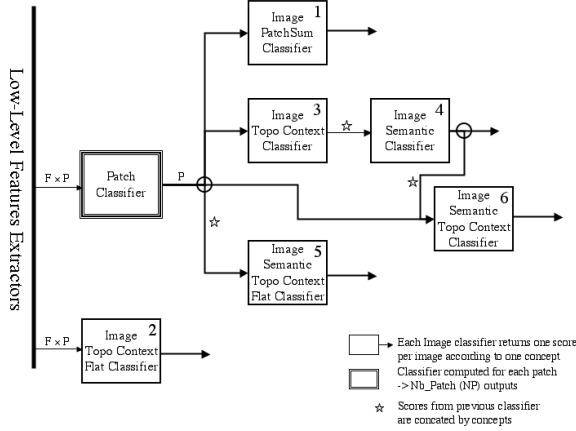 Low-Level Features Extractors
F × P
Patch
Classifier
P
1
Image
PatchSum
Classifier
3
Image
Topo Context
Classifier
☆
4
Image
Semantic
Classifier
☆
6
Image
Semantic
Topo Context
Classifier
☆
5
Image
Semantic
Topo Context
Flat Classifier
F × P
2
Image
Topo Context
Flat Classifier
Each Image classifier returns one score
per image according to one concept
Classifier computed for each patch
-> Nb_Patch (NP) outputs
☆ Scores from previous classifier
are concated by concepts